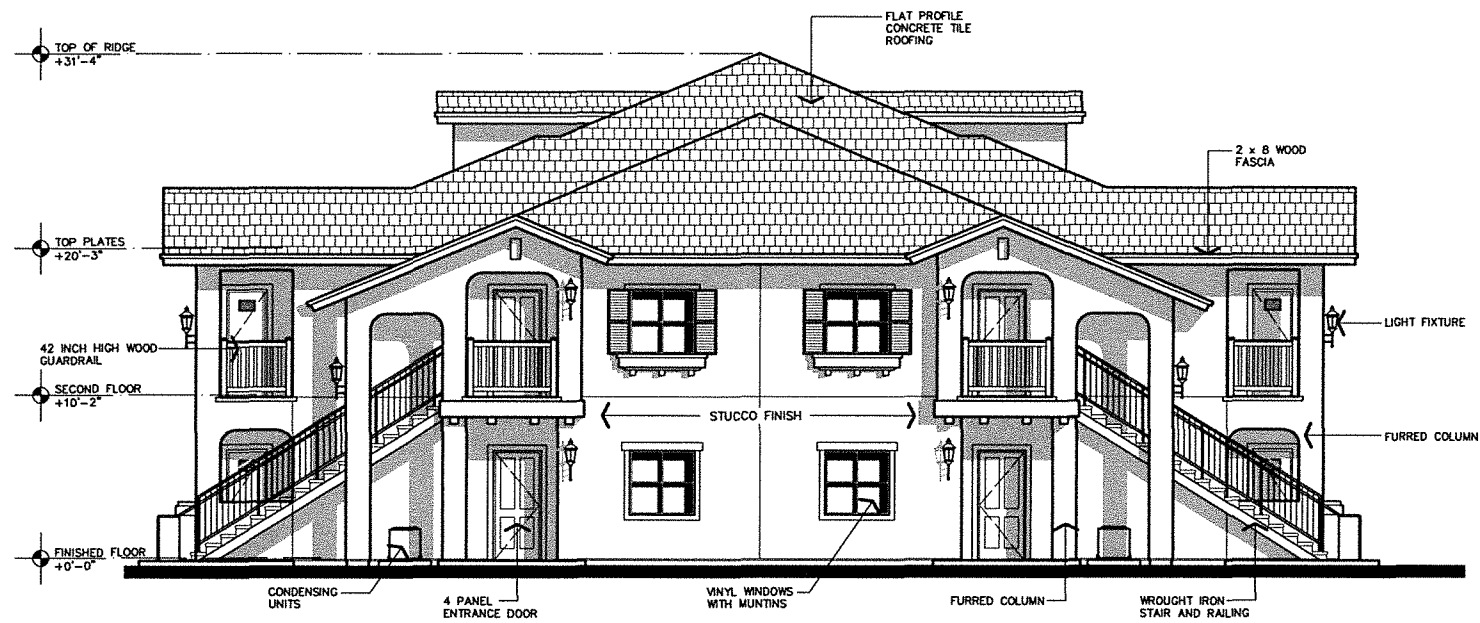 FLAT PROFILE
CONCRETE TILE
ROOFING
TOP OF RIDGE
+31'-4"
2 x 8 WOOD
FASCIA
TOP PLATES
+20'-3"
LIGHT FIXTURE
42 INCH HIGH WOOD
GUARDRAIL
SECOND FLOOR
+10'-2"
STUCCO FINISH
FURRED COLUMN
FINISHED FLOOR
+0'-0"
CONDENSING
UNITS
4 PANEL
ENTRANCE DOOR
VINYL WINDOWS
WITH MUNTINS
FURRED COLUMN
WROUGHT IRON
STAIR AND RAILING